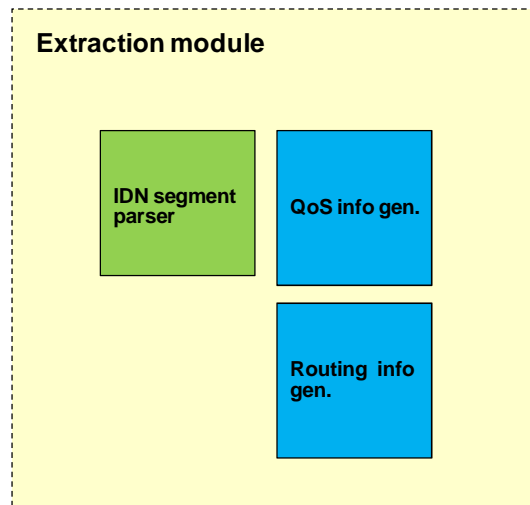 Extraction module
IDN segment
parser
QoS info gen.
Routing info
gen.